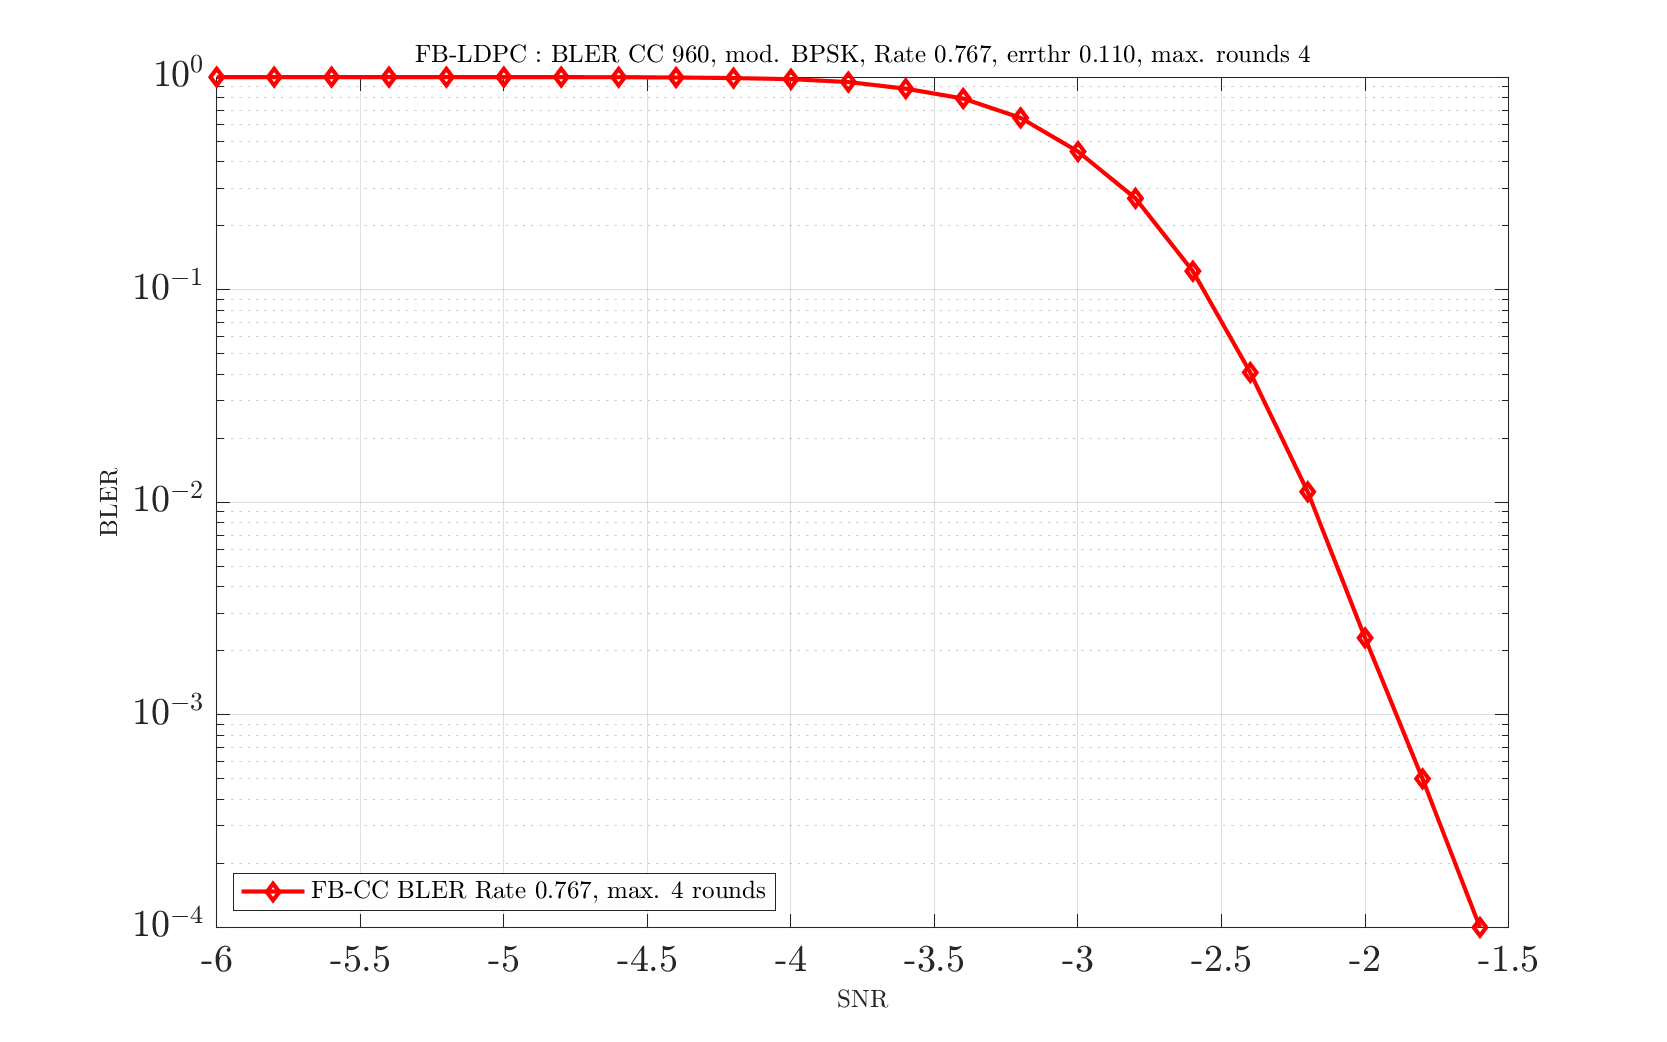 FB-LDPC : BLER CC 960, mod. BPSK, Rate 0.767, errthr 0.110, max. rounds 4
10^0
10^-1
10^-2
10^-3
10^-4
BLER
FB-CC BLER Rate 0.767, max. 4 rounds
-6 -5.5 -5 -4.5 -4 -3.5 -3 -2.5 -2 -1.5
SNR